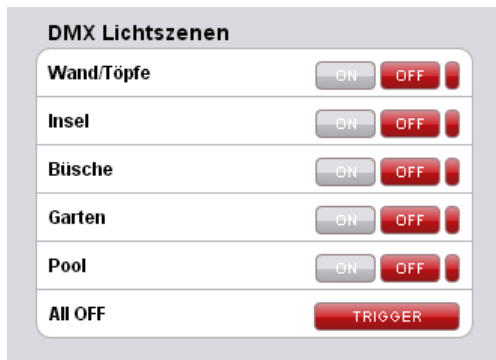 DMX Lichtszenen
Wand/Töpfe ON OFF
Insel ON OFF
Büsche ON OFF
Garten ON OFF
Pool ON OFF
All OFF TRIGGER